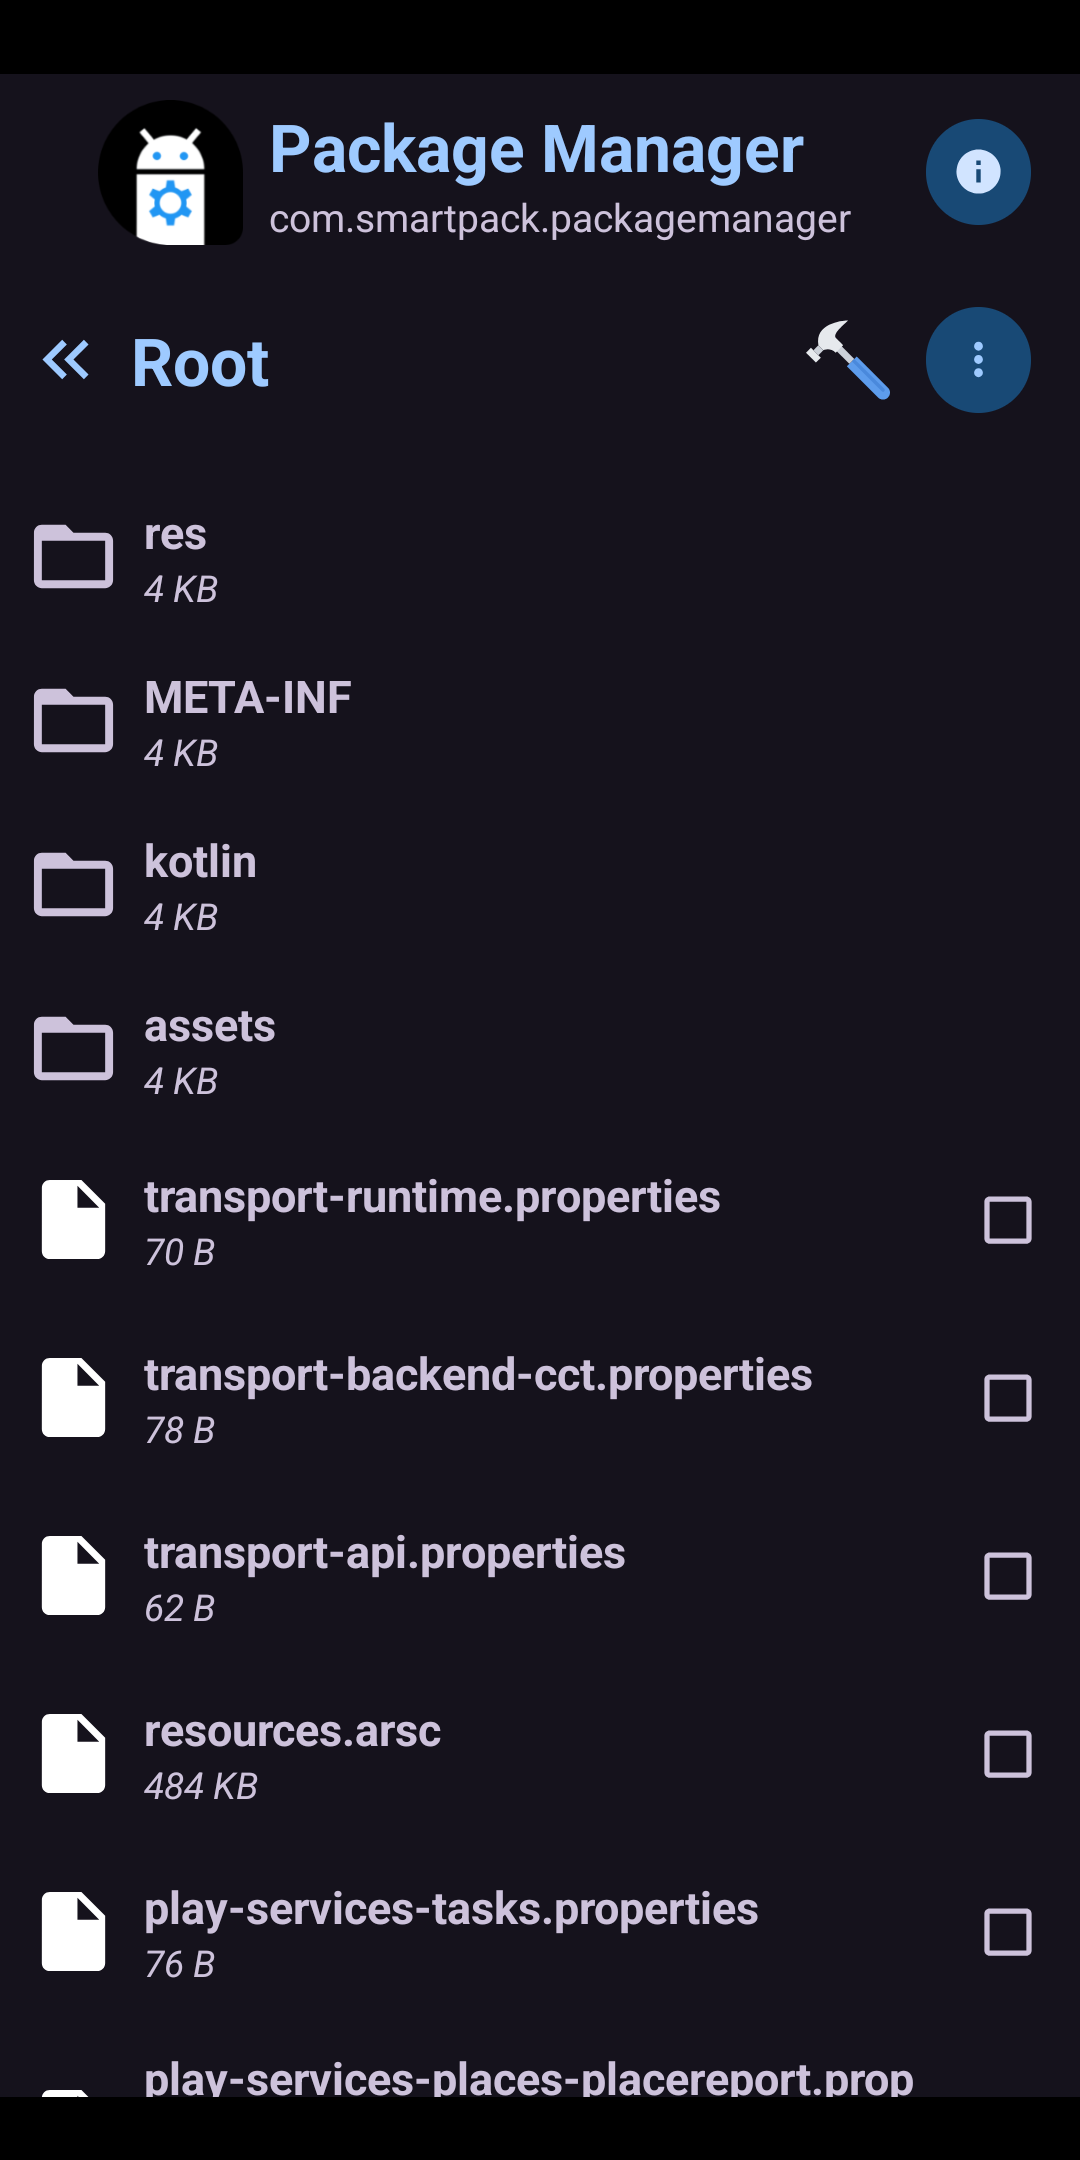 Package Manager
com.smartpack.packagemanager
Root
res
4 KB
META-INF
4 KB
kotlin
4 KB
assets
4 KB
transport-runtime.properties
70 B
transport-backend-cct.properties
78 B
transport-api.properties
62 B
resources.arsc
484 KB
play-services-tasks.properties
76 B
play-services-places-placereport.prop